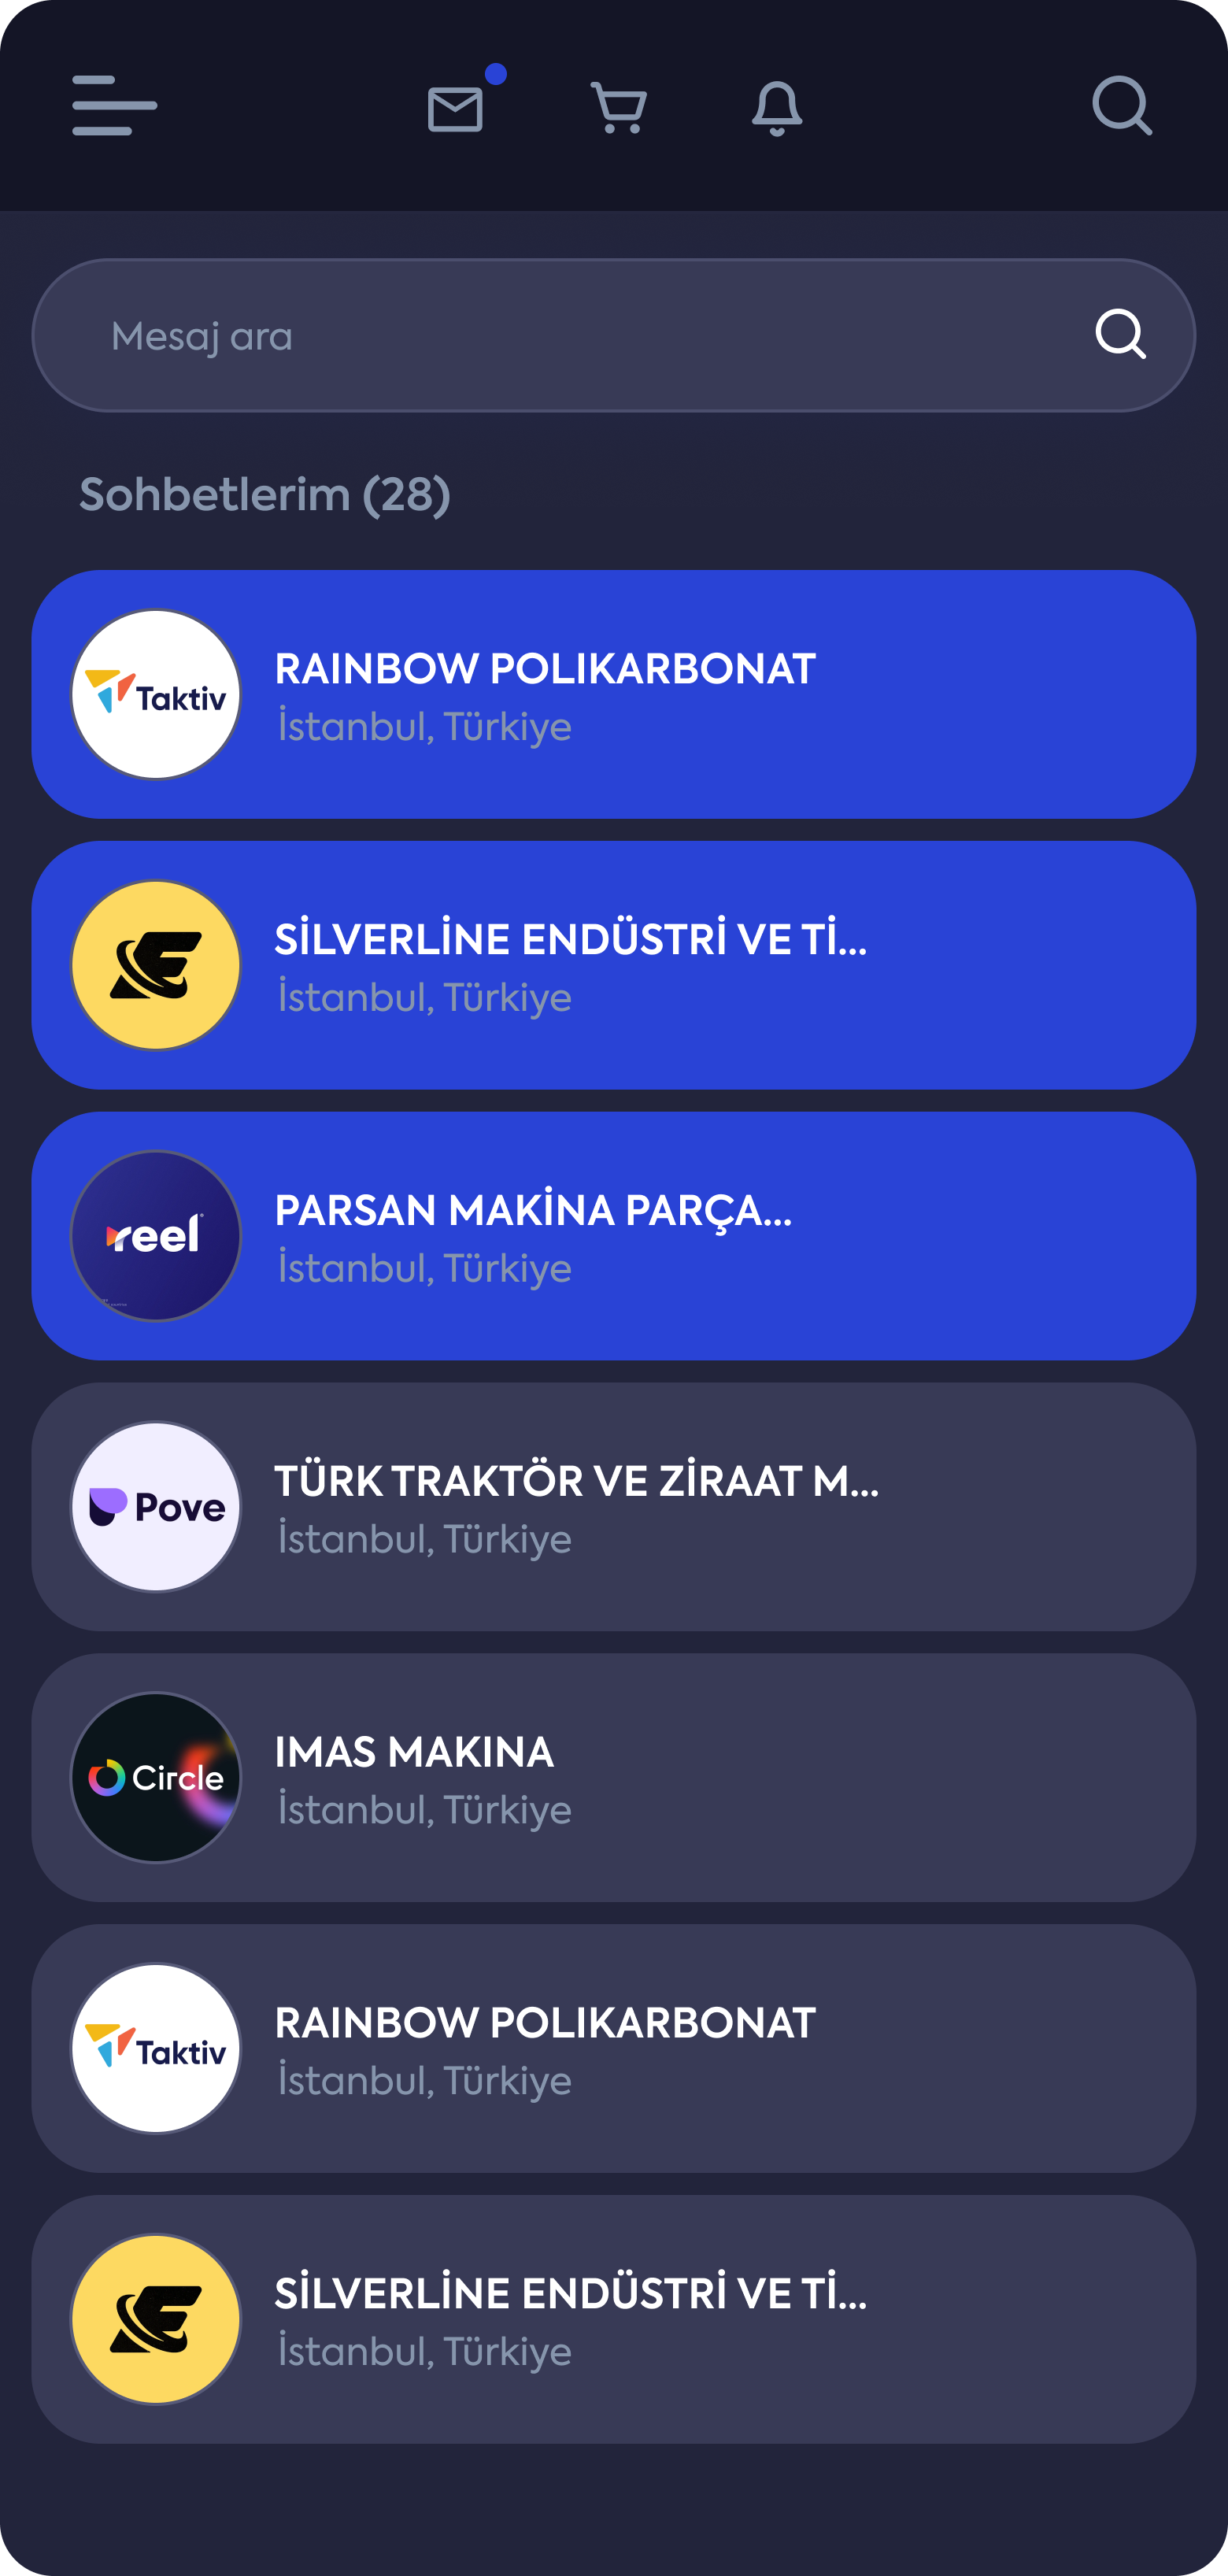 Mesaj ara
Sohbetlerim (28)
Taktiv
RAINBOW POLIKARBONAT
İstanbul, Türkiye
SİLVERLİNE ENDÜSTRİ VE Tİ...
İstanbul, Türkiye
reel
PARSAN MAKİNA PARÇA...
İstanbul, Türkiye
Pove
TÜRK TRAKTÖR VE ZİRAAT M...
İstanbul, Türkiye
Circle
IMAS MAKINA
İstanbul, Türkiye
Taktiv
RAINBOW POLIKARBONAT
İstanbul, Türkiye
SİLVERLİNE ENDÜSTRİ VE Tİ...
İstanbul, Türkiye